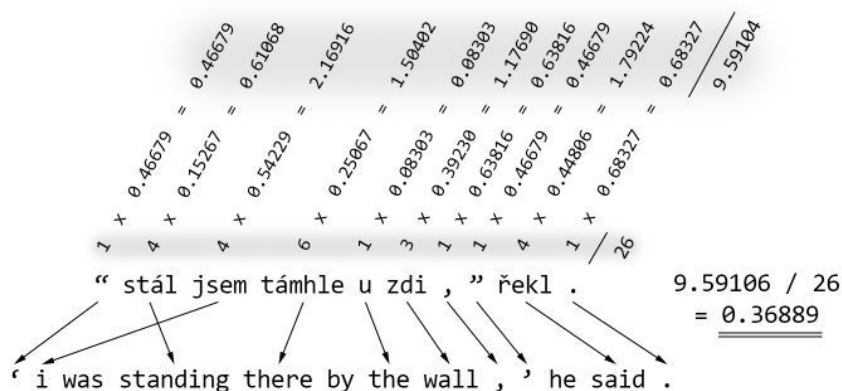 1 x 0.46679 = 0.46679
4 x 0.15267 = 0.61068
4 x 0.54229 = 2.16916
6 x 0.25067 = 1.50402
1 x 0.08303 = 0.08303
3 x 0.39230 = 1.17690
1 x 0.63816 = 0.63816
1 x 0.46679 = 0.46679
4 x 0.44806 = 1.79224
1 x 0.68327 = 0.68327
26 9.59104
“ stál jsem támhle u zdi , ” řekl .
9.59106 / 26
= 0.36889
‘ i was standing there by the wall , ’ he said .